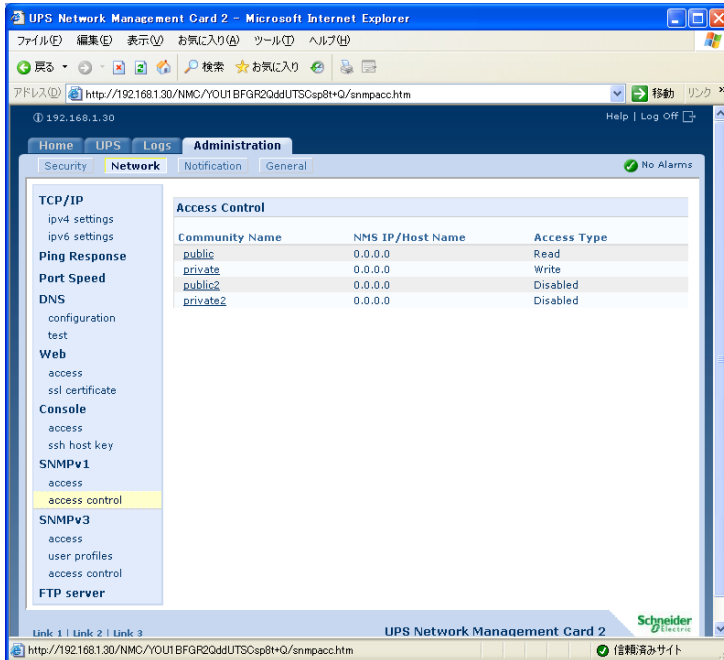 UPS Network Management Card 2 - Microsoft Internet Explorer
ファイル(F) 編集(E) 表示(V) お気に入り(A) ツール(T) ヘルプ(H)
戻る 検索 お気に入り
アドレス(D) http://192.168.1.30/NMC/YOU1BFGR2QddUTSCsp8t+Q/snmpacc.htm 移動 リンク »
192.168.1.30 Help | Log Off
Home UPS Logs Administration
Security Network Notification General No Alarms
TCP/IP
ipv4 settings
ipv6 settings
Ping Response
Port Speed
DNS
configuration
test
Web
access
ssl certificate
Console
access
ssh host key
SNMPv1
access
access control
SNMPv3
access
user profiles
access control
FTP server
Access Control
Community Name NMS IP/Host Name Access Type
public 0.0.0.0 Read
private 0.0.0.0 Write
public2 0.0.0.0 Disabled
private2 0.0.0.0 Disabled
Link 1 | Link 2 | Link 3 UPS Network Management Card 2 Schneider Electric
http://192.168.1.30/NMC/YOU1BFGR2QddUTSCsp8t+Q/snmpacc.htm 信頼済みサイト